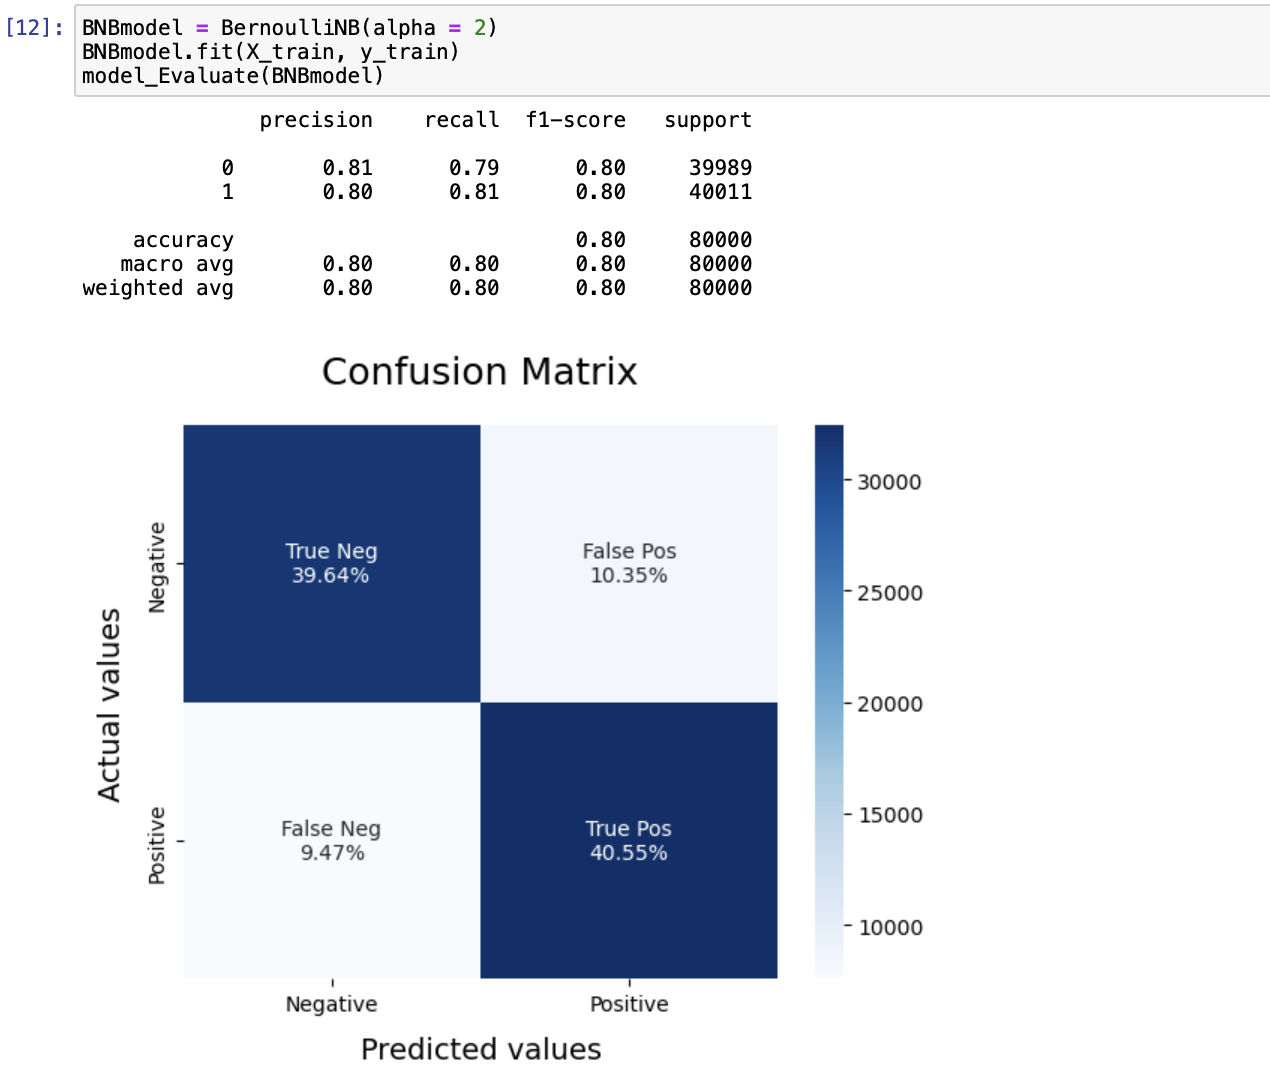 [12]: BNBmodel = BernoulliNB(alpha = 2)
BNBmodel.fit(X_train, y_train)
model_Evaluate(BNBmodel)
precision recall f1-score support
0 0.81 0.79 0.80 39989
1 0.80 0.81 0.80 40011
accuracy 0.80 80000
macro avg 0.80 0.80 0.80 80000
weighted avg 0.80 0.80 0.80 80000
Confusion Matrix
Actual values
Negative
Positive
True Neg
39.64%
False Pos
10.35%
False Neg
9.47%
True Pos
40.55%
30000
25000
20000
15000
10000
Negative Positive
Predicted values